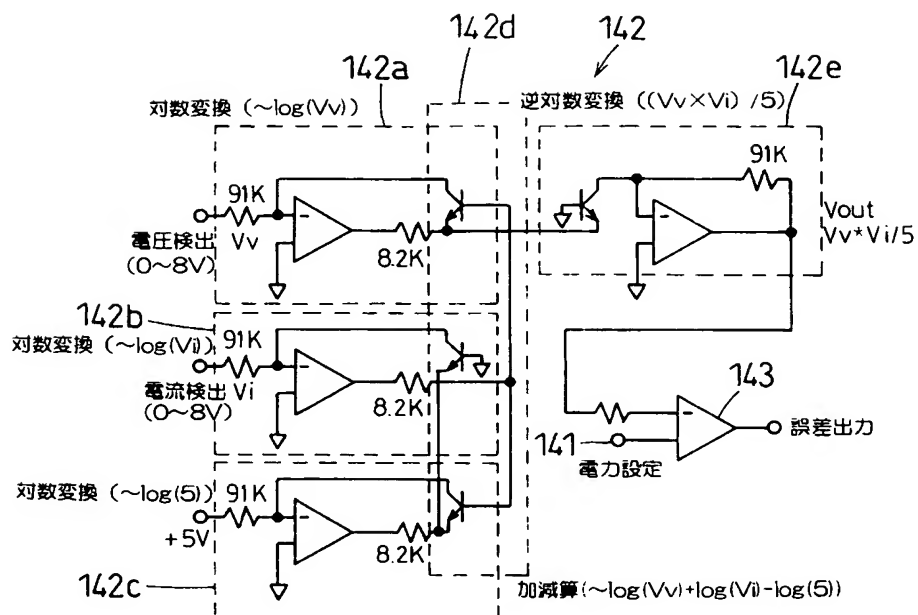 142d
142
142a
142e
対数変換 (~log(Vv))
逆対数変換 ((Vv×Vi) /5)
91K
91K
Vv
電圧検出
(0~8V)
8.2K
Vout
Vv*Vi/5
142b
対数変換 (~log(Vi))
91K
電流検出 Vi
(0~8V)
8.2K
143
誤差出力
141
電力設定
対数変換 (~log(5))
91K
+5V
8.2K
142c
加減算(~log(Vv)+log(Vi)-log(5))